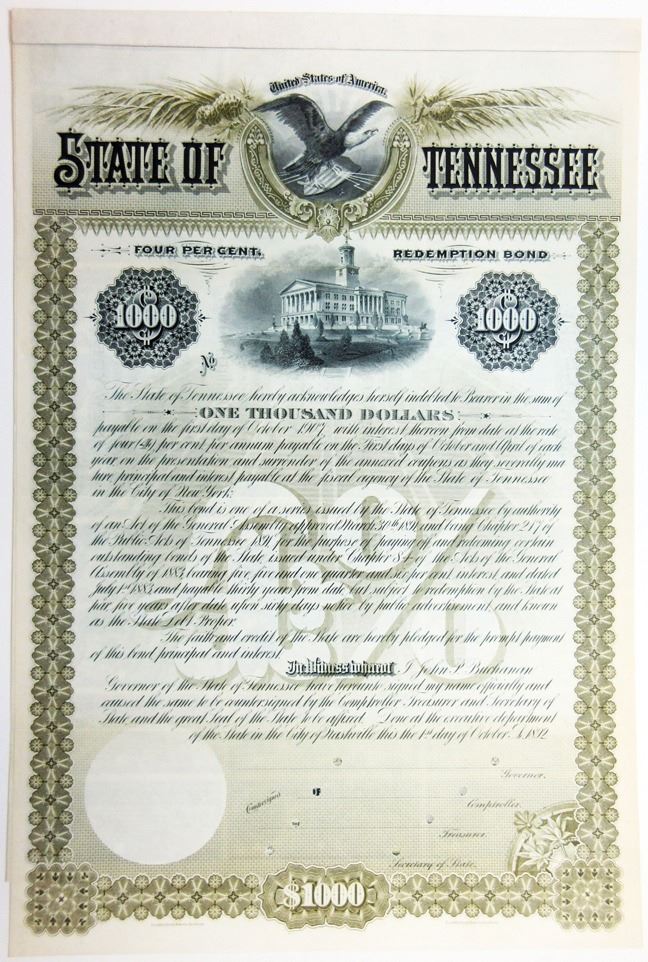 United States of America.
STATE OF TENNESSEE
FOUR PER CENT. REDEMPTION BOND
$1000 $1000
No
The State of Tennessee hereby acknowledges herself indebted to Bearer in the sum of
ONE THOUSAND DOLLARS
payable on the first day of October 1907, with interest thereon from date at the rate
of four (4%) per cent per annum payable on the First days of October and April of each
year, on the presentation and surrender of the annexed coupons as they severally ma
ture principal and interest payable at the fiscal agency of the State of Tennessee
in the City of New York;
This bond is one of a series issued by the State of Tennessee by authority
of an Act of the General Assembly approved March 30th 1891 and being Chapter 217 of
the Public Acts of Tennessee 1891 for the purpose of paying and redeeming certain
outstanding bonds of the State issued under Chapter 84 of the Acts of the General
Assembly of 1883, bearing five, five and one quarter and six per cent interest, and dated
July 1st 1883 and payable thirty years from date and subject to redemption by the State at
par, five years after date, upon sixty days notice by public advertisement, and known
as the State Debt Proper.
The faith and credit of the State are hereby pledged for the prompt payment
of this bond, principal and interest
4%
In Witness whereof, I John P. Buchanan
Governor of the State of Tennessee have hereunto signed my name officially and
caused the same to be countersigned by the Comptroller Treasurer and Secretary of
State and the great Seal of the State to be affixed. Done at the executive department
of the State in the City of Nashville this the 1st day of October A. 1892
Governor.
Countersigned
Comptroller.
Treasurer.
Secretary of State.
$1000